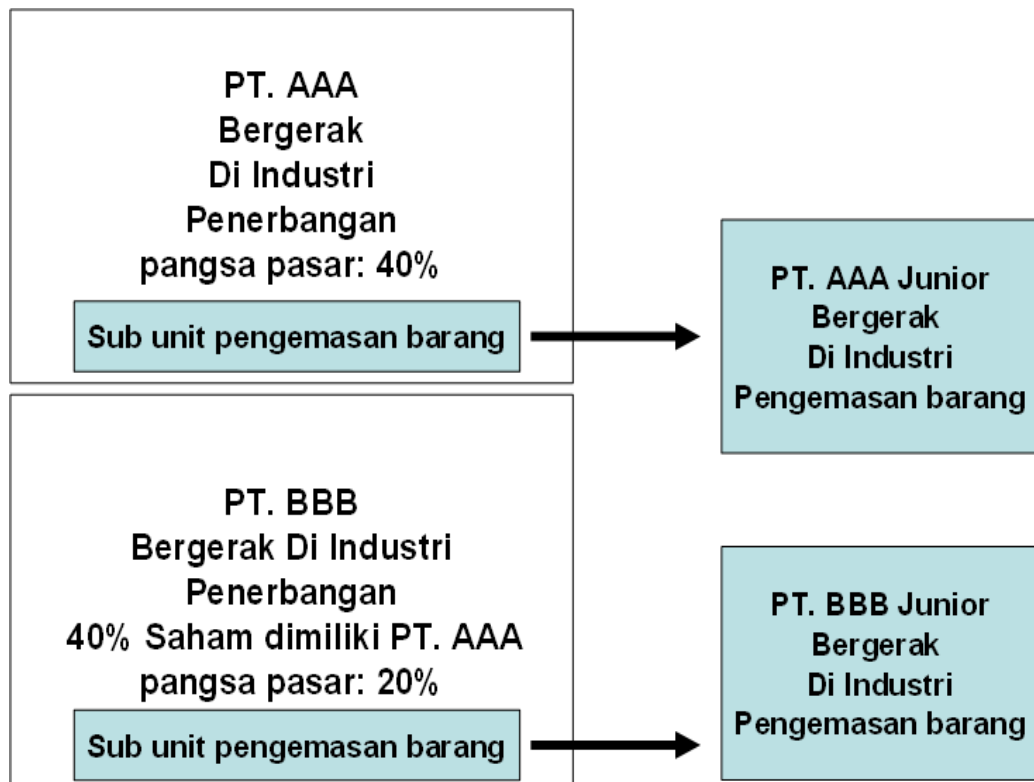 PT. AAA
Bergerak
Di Industri
Penerbangan
pangsa pasar: 40%
Sub unit pengemasan barang
PT. AAA Junior
Bergerak
Di Industri
Pengemasan barang
PT. BBB
Bergerak Di Industri
Penerbangan
40% Saham dimiliki PT. AAA
pangsa pasar: 20%
Sub unit pengemasan barang
PT. BBB Junior
Bergerak
Di Industri
Pengemasan barang